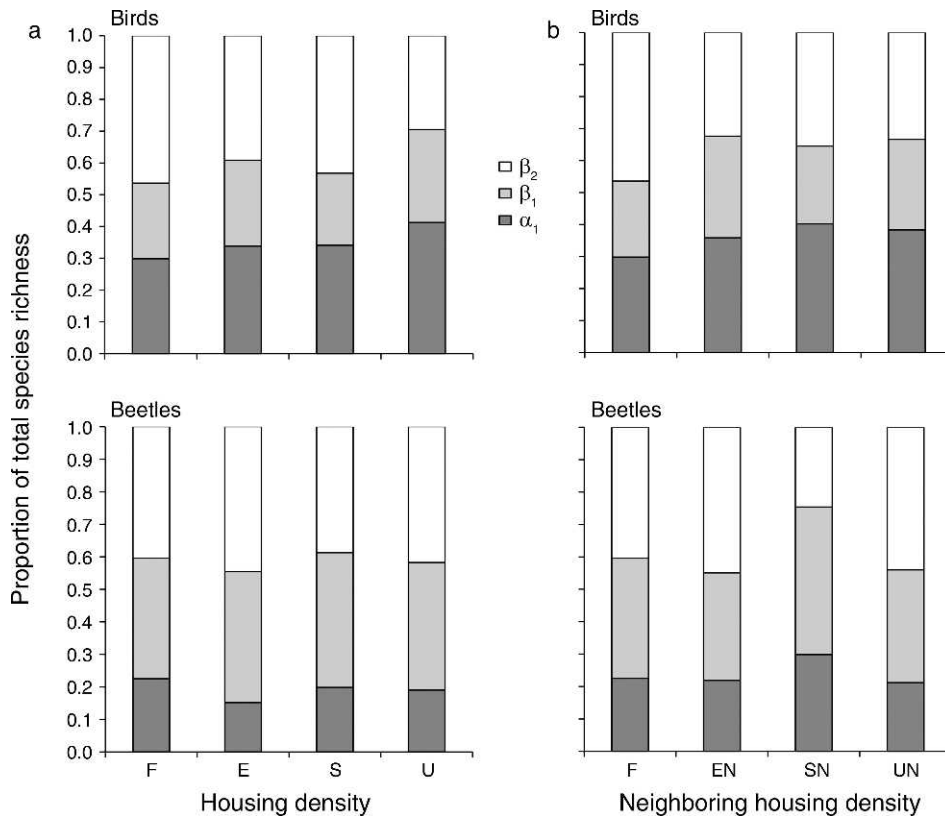 a
Birds
1.0
0.9
0.8
0.7
0.6
0.5
0.4
0.3
0.2
0.1
0.0
b
Birds
β2
β1
α1
Proportion of total species richness
Beetles
1.0
0.9
0.8
0.7
0.6
0.5
0.4
0.3
0.2
0.1
0.0
F E S U
Housing density
Beetles
F EN SN UN
Neighboring housing density